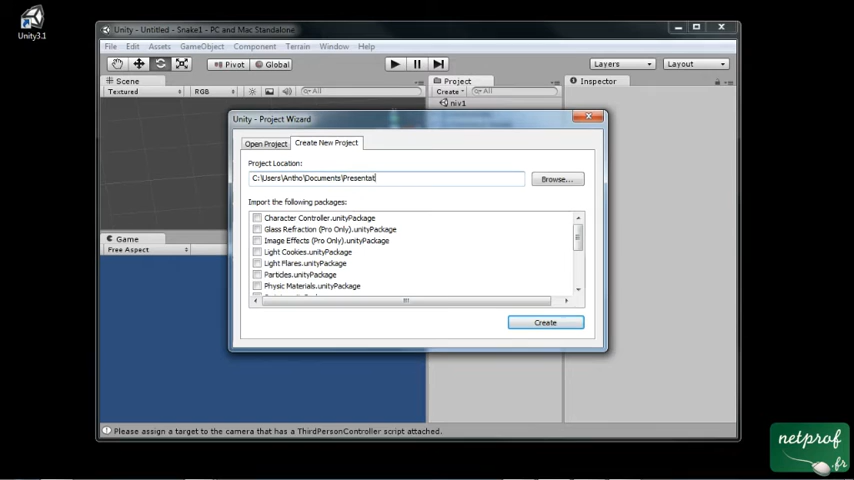 Unity3.1
Unity - Untitled - Snake1 - PC and Mac Standalone
File Edit Assets GameObject Component Terrain Window Help
Pivot Global Layers Layout
Scene Project Inspector
Textured RGB All Create All
niv1
Unity - Project Wizard
Open Project Create New Project
Project Location:
C:\Users\Antho\Documents\Presentat
Browse...
Import the following packages:
Character Controller.unityPackage
Glass Refraction (Pro Only).unityPackage
Image Effects (Pro Only).unityPackage
Light Cookies.unityPackage
Light Flares.unityPackage
Particles.unityPackage
Physic Materials.unityPackage
Create
Game
Free Aspect
Please assign a target to the camera that has a ThirdPersonController script attached.
netprof
.fr